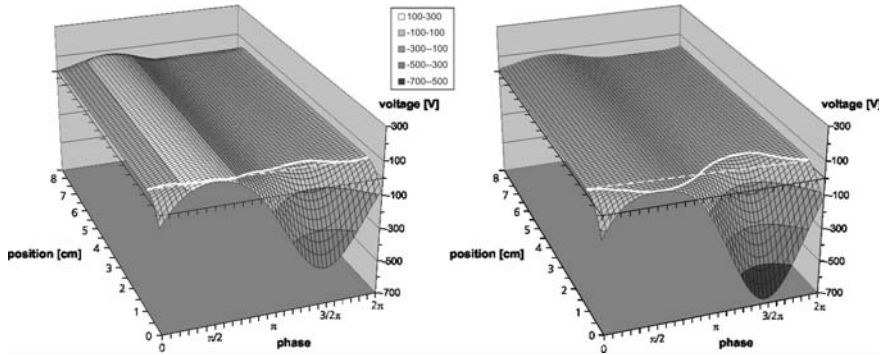 100-300
-100-100
-300--100
-500--300
-700--500
voltage [V]
300
100
-100
-300
-500
-700
8
7
6
5
4
3
2
1
0
position [cm]
0
π/2
π
3/2π
2π
phase
voltage [V]
300
100
-100
-300
-500
-700
8
7
6
5
4
3
2
1
0
position [cm]
0
π/2
π
3/2π
2π
phase